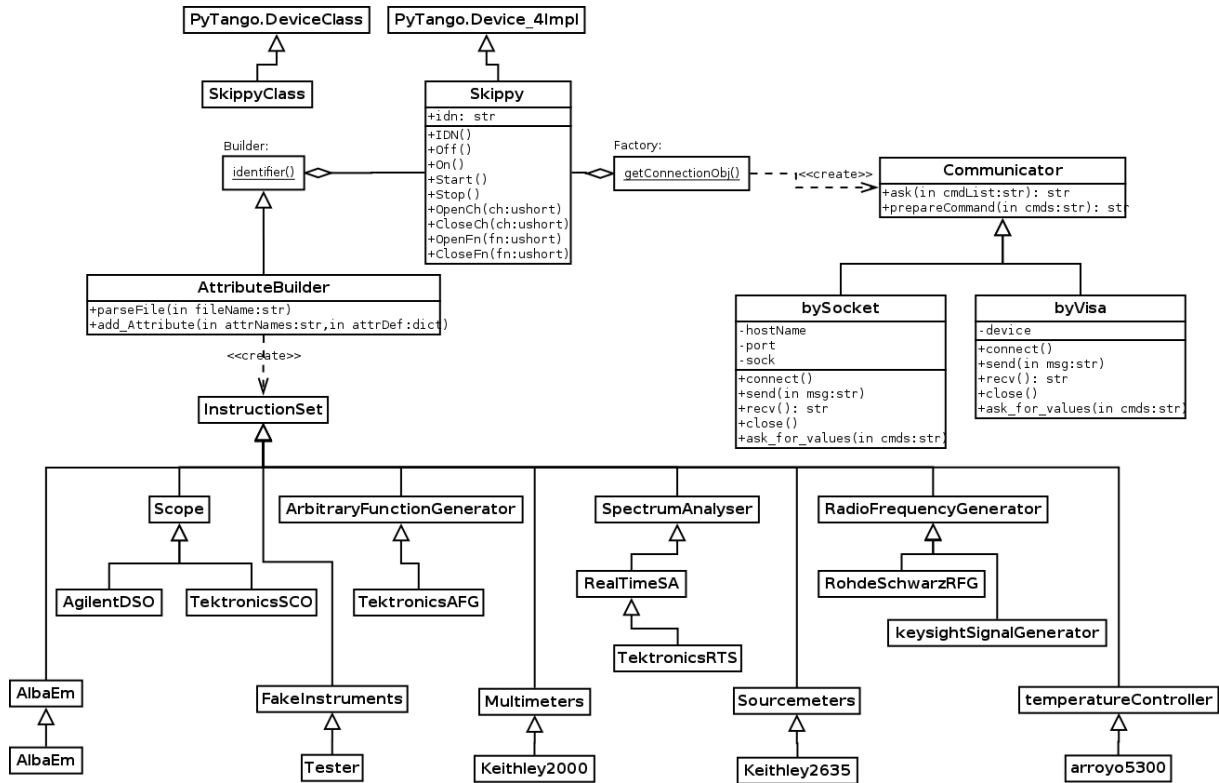 PyTango.DeviceClass
PyTango.Device_4Impl
SkippyClass
Skippy
+idn: str
+IDN()
+Off()
+On()
+Start()
+Stop()
+OpenCh(ch:ushort)
+CloseCh(ch:ushort)
+OpenFn(fn:ushort)
+CloseFn(fn:ushort)
Builder:
identifier()
Factory:
getConnectionObj()
<<create>>
Communicator
+ask(in cmdList:str): str
+prepareCommand(in cmds:str): str
AttributeBuilder
+parseFile(in fileName:str)
+add_Attribute(in attrNames:str,in attrDef:dict)
bySocket
-hostName
-port
-sock
+connect()
+send(in msg:str)
+recv(): str
+close()
+ask_for_values(in cmds:str)
byVisa
-device
+connect()
+send(in msg:str)
+recv(): str
+close()
+ask_for_values(in cmds:str)
<<create>>
InstructionSet
Scope
ArbitraryFunctionGenerator
SpectrumAnalyser
RadioFrequencyGenerator
AgilentDSO
TektronicsSCO
TektronicsAFG
RealTimeSA
RohdeSchwarzRFG
keysightSignalGenerator
TektronicsRTS
AlbaEm
FakeInstruments
Multimeters
Sourcemeters
temperatureController
AlbaEm
Tester
Keithley2000
Keithley2635
arroyo5300